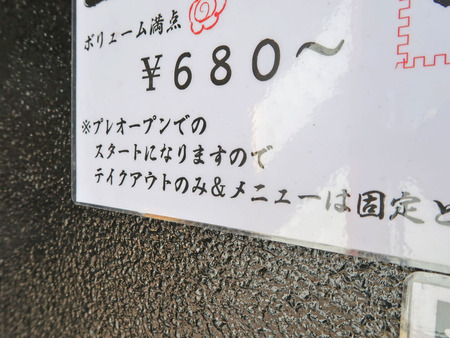 ボリューム満点
￥６８０～
※プレオープンでの
スタートになりますので
テイクアウトのみ＆メニューは固定と